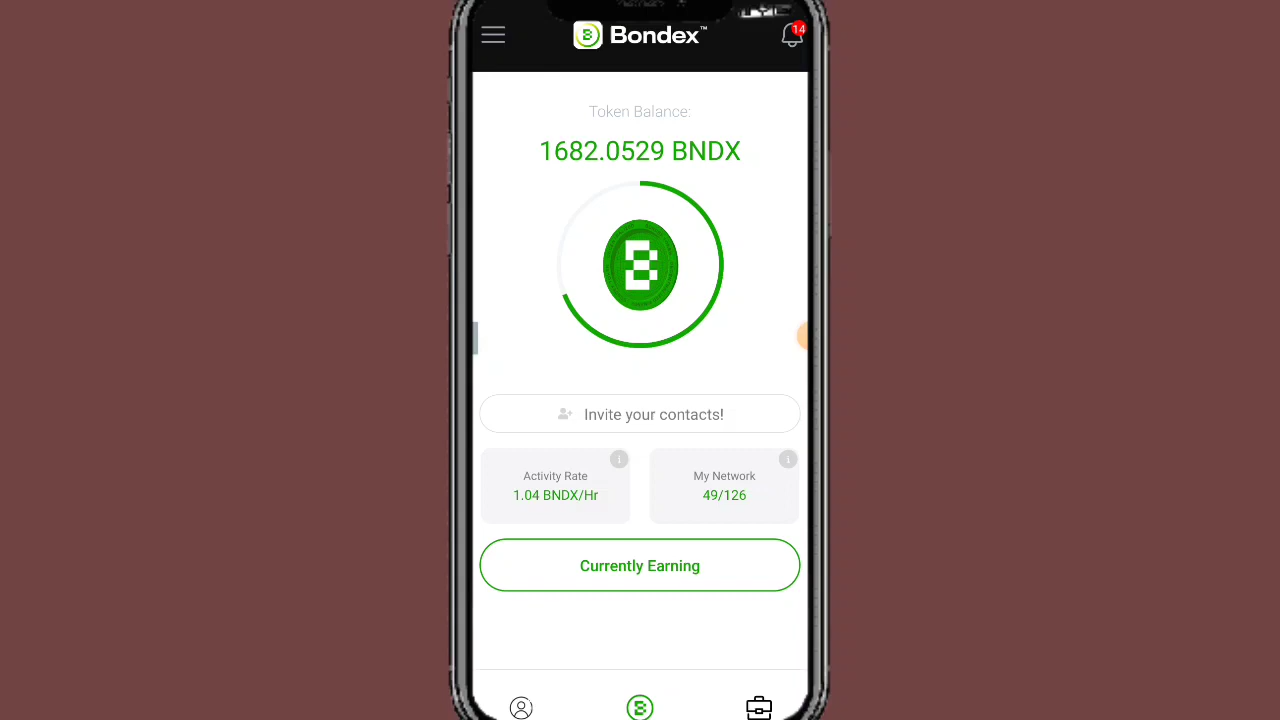 Bondex™
14
Token Balance:
1682.0529 BNDX
Invite your contacts!
Activity Rate
1.04 BNDX/Hr
My Network
49/126
Currently Earning